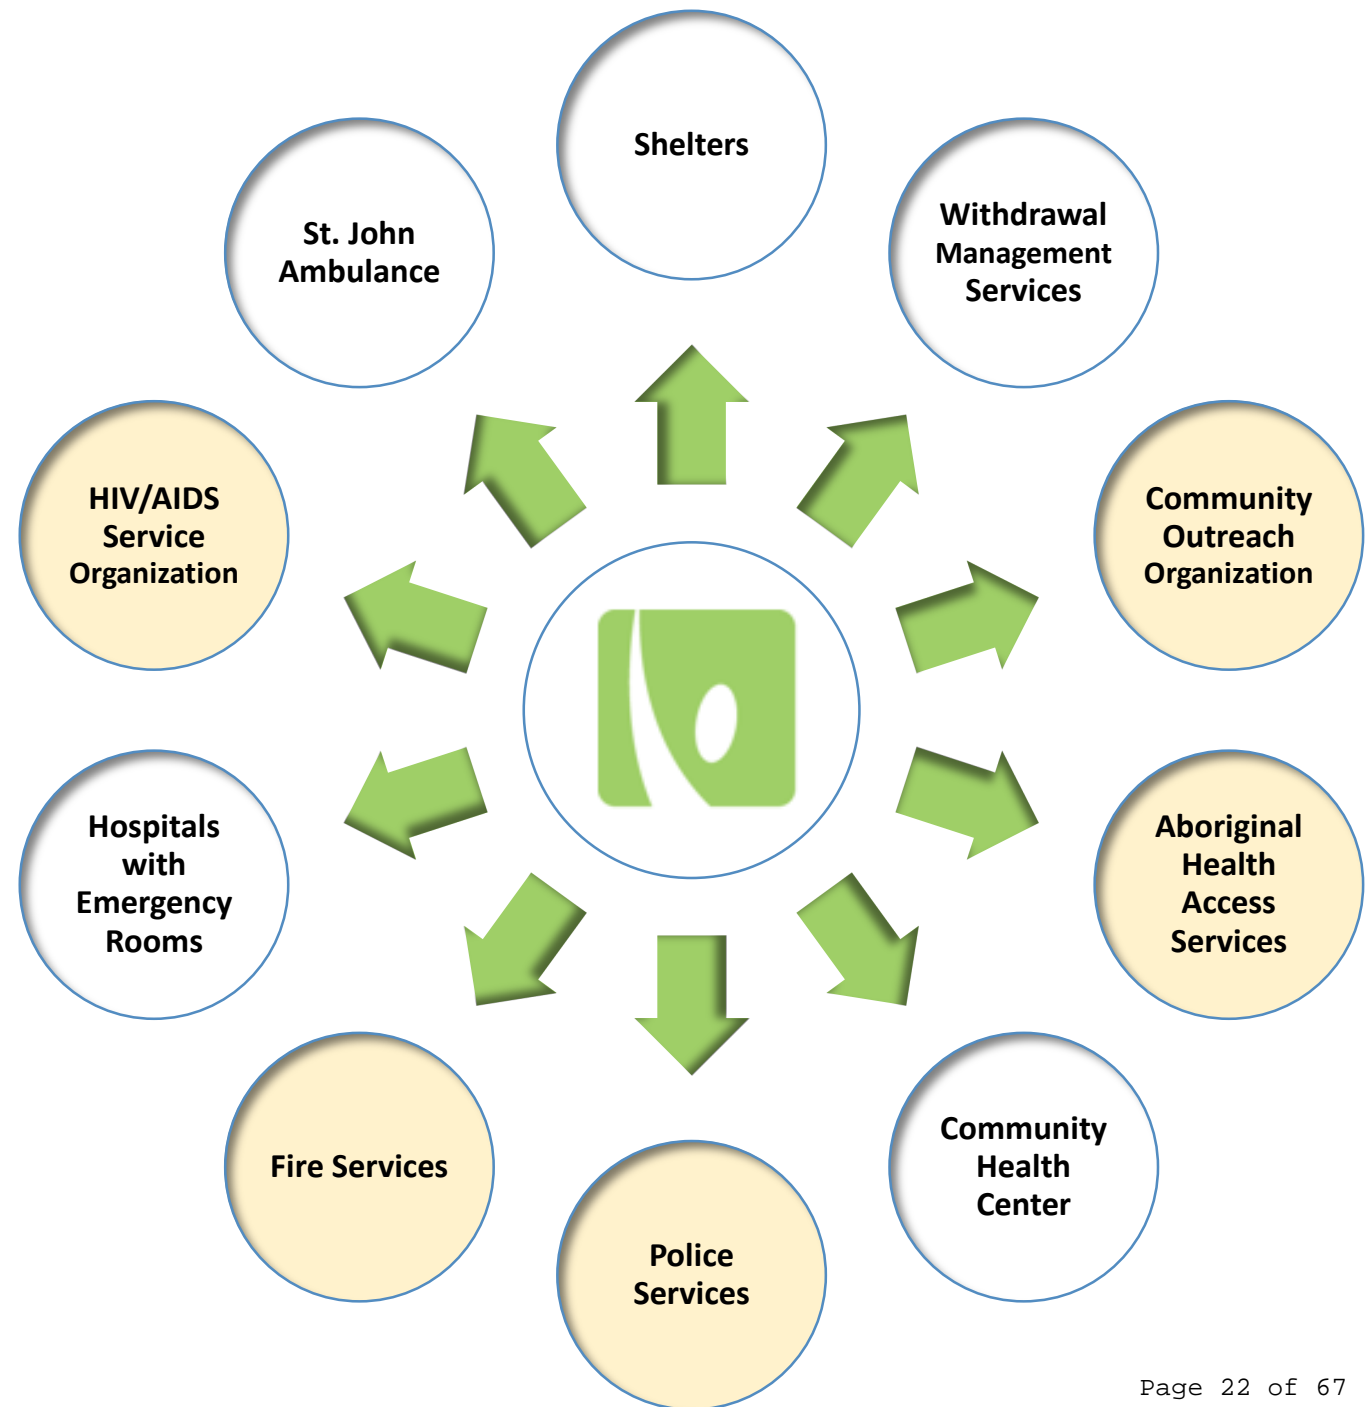 Shelters
Withdrawal
Management
Services
Community
Outreach
Organization
Aboriginal
Health
Access
Services
Community
Health
Center
Police
Services
Fire Services
Hospitals
with
Emergency
Rooms
HIV/AIDS
Service
Organization
St. John
Ambulance
Page 22 of 67